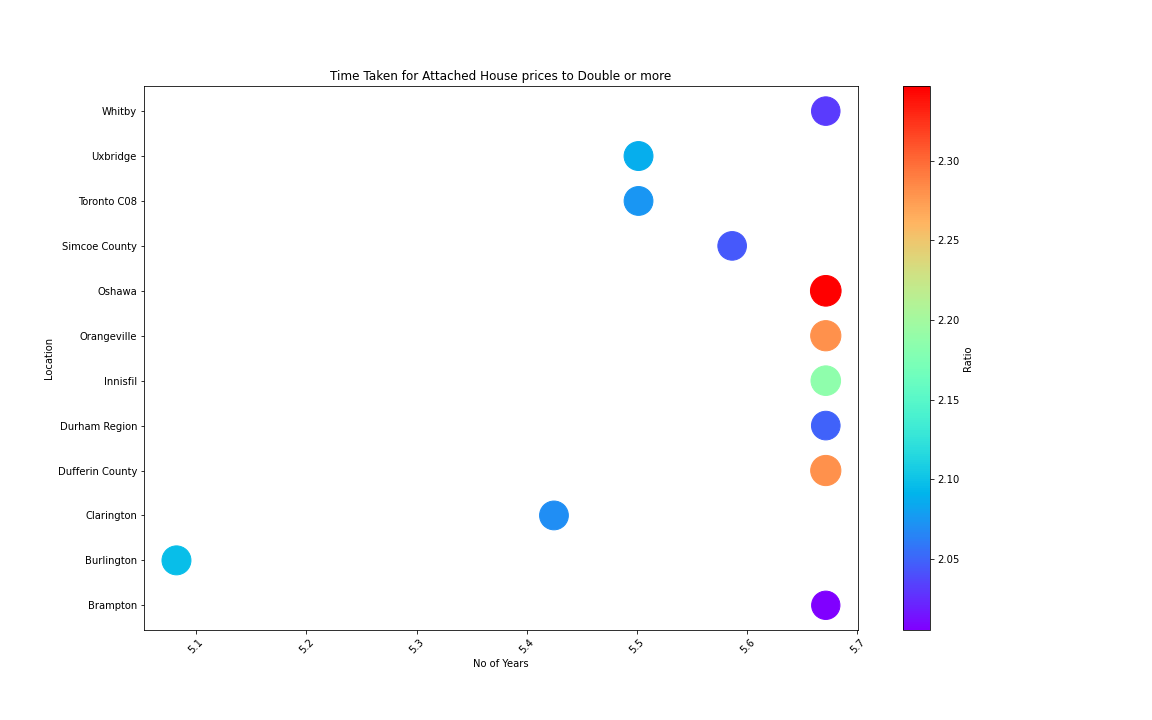 Time Taken for Attached House prices to Double or more
Whitby
Uxbridge
Toronto C08
Simcoe County
Oshawa
Orangeville
Innisfil
Durham Region
Dufferin County
Clarington
Burlington
Brampton
Location
5.1
5.2
5.3
5.4
5.5
5.6
5.7
No of Years
2.30
2.25
2.20
2.15
2.10
2.05
Ratio